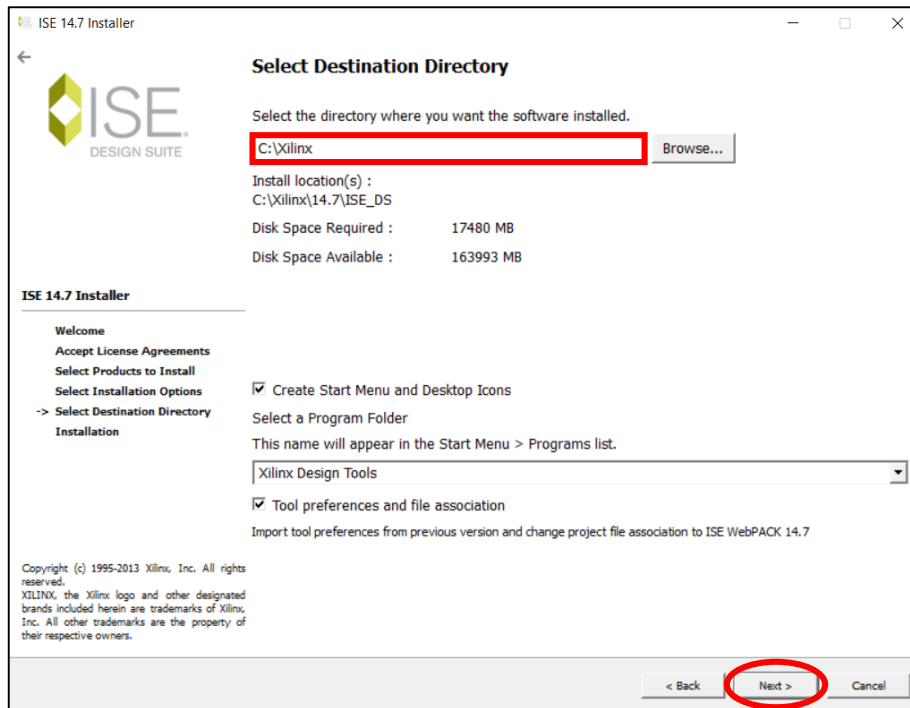 ISE 14.7 Installer
ISE
DESIGN SUITE
Select Destination Directory
Select the directory where you want the software installed.
C:\Xilinx
Browse...
Install location(s) :
C:\Xilinx\14.7\ISE_DS
Disk Space Required : 17480 MB
Disk Space Available : 163993 MB
ISE 14.7 Installer
Welcome
Accept License Agreements
Select Products to Install
Select Installation Options
-> Select Destination Directory
Installation
Create Start Menu and Desktop Icons
Select a Program Folder
This name will appear in the Start Menu > Programs list.
Xilinx Design Tools
Tool preferences and file association
Import tool preferences from previous version and change project file association to ISE WebPACK 14.7
Copyright (c) 1995-2013 Xilinx, Inc. All rights
reserved.
XILINX, the Xilinx logo and other designated
brands included herein are trademarks of Xilinx,
Inc. All other trademarks are the property of
their respective owners.
< Back
Next >
Cancel